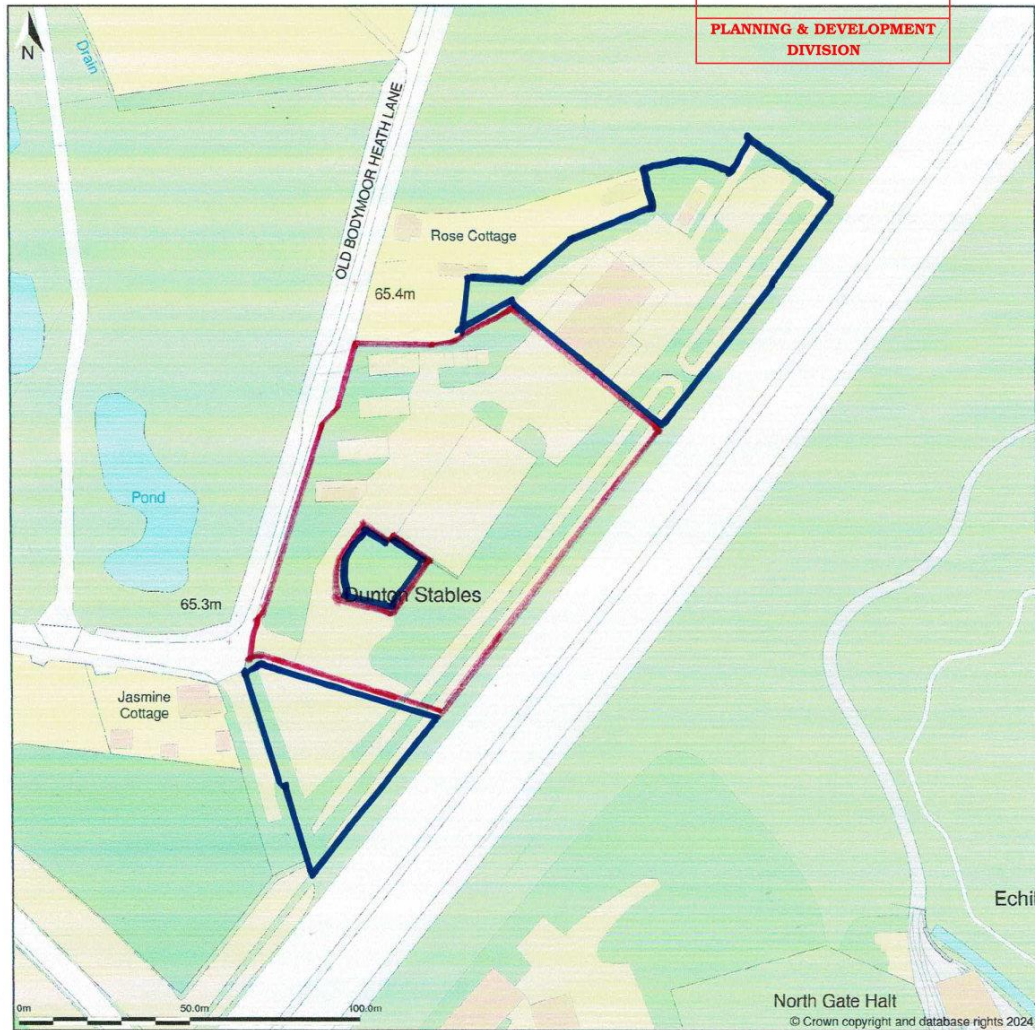 PLANNING & DEVELOPMENT
DIVISION
N
Drain
OLD BODYMOOR HEATH LANE
Rose Cottage
65.4m
Pond
65.3m
Dunton Stables
Jasmine
Cottage
North Gate Halt
0m 50.0m 100.0m
© Crown copyright and database rights 2024